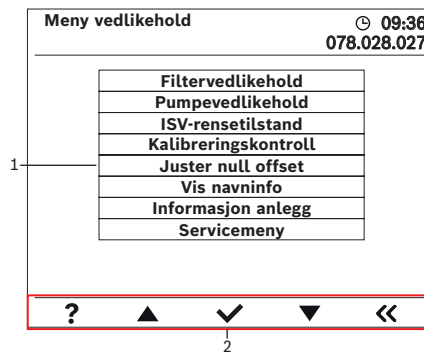 Meny vedlikehold
09:36
078.028.027
Filtervedlikehold
Pumpevedlikehold
ISV-rensetilstand
Kalibreringskontroll
1
Juster null offset
Vis navninfo
Informasjon anlegg
Servicemeny
?
2